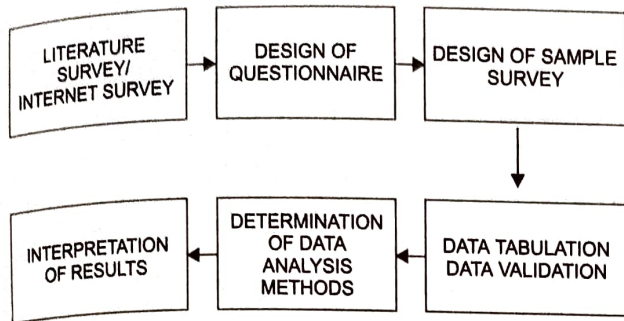 LITERATURE
SURVEY/
INTERNET SURVEY
DESIGN OF
QUESTIONNAIRE
DESIGN OF SAMPLE
SURVEY
INTERPRETATION
OF RESULTS
DETERMINATION
OF DATA
ANALYSIS
METHODS
DATA TABULATION
DATA VALIDATION